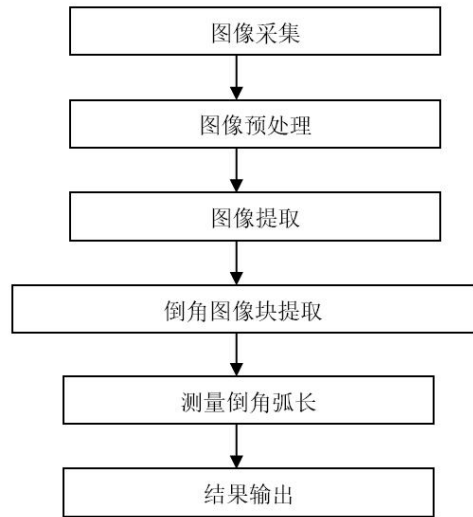 图像采集
图像预处理
图像提取
倒角图像块提取
测量倒角弧长
结果输出